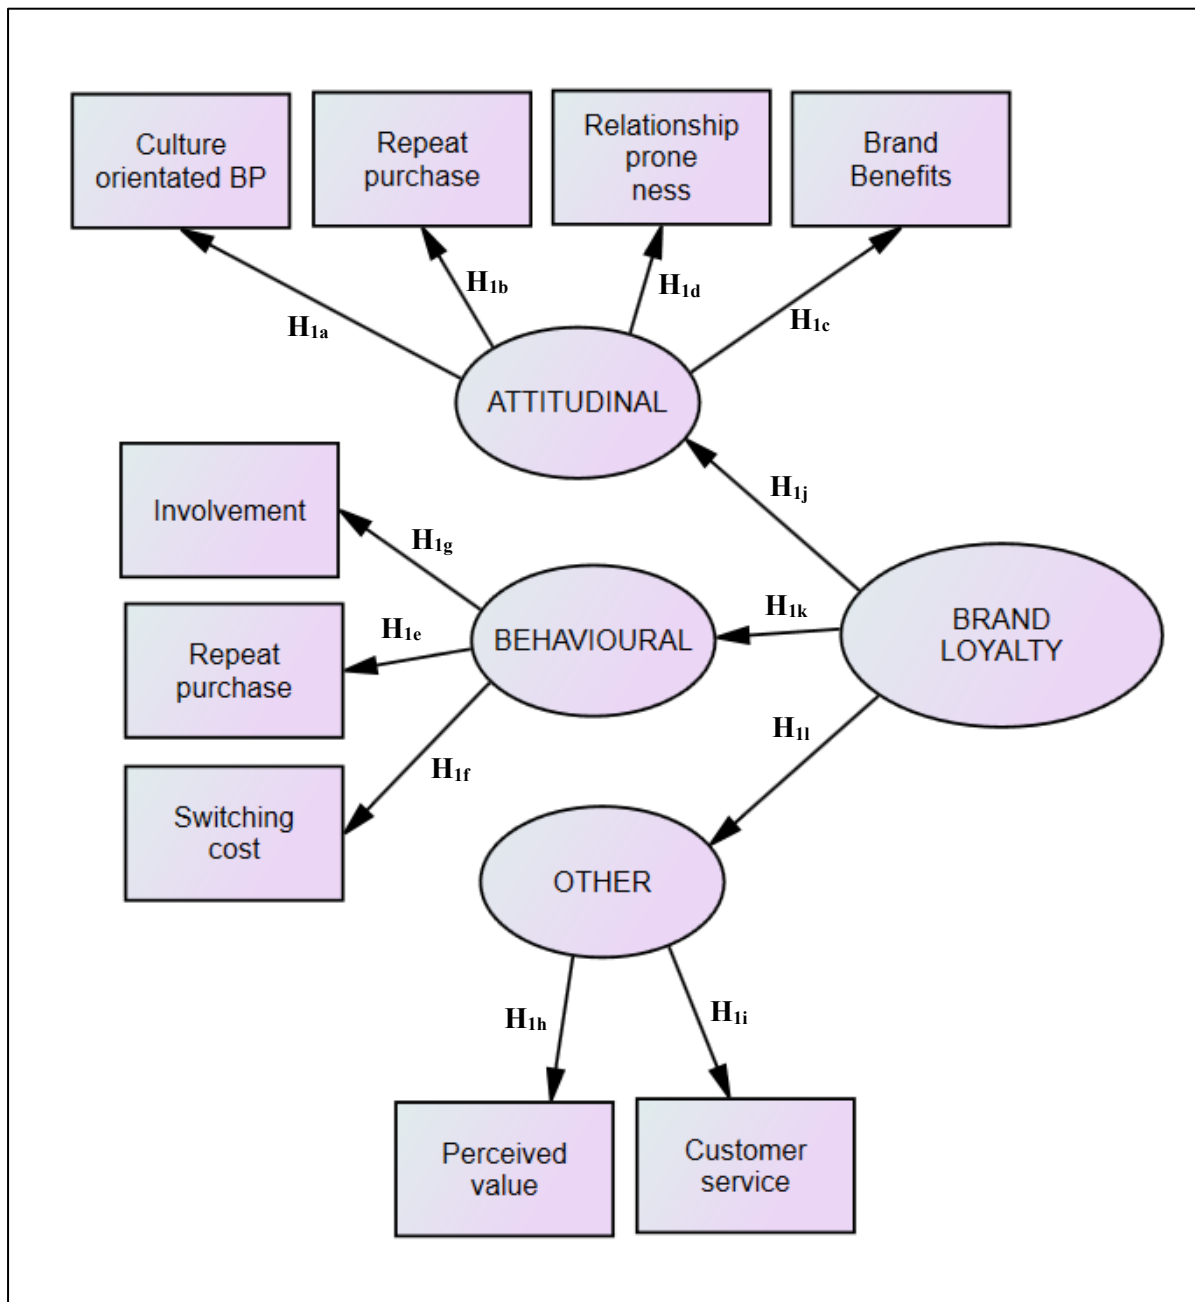 Culture
orientated BP
Repeat
purchase
Relationship
prone
ness
Brand
Benefits
H1a
H1b
H1d
H1c
ATTITUDINAL
H1j
Involvement
H1g
BEHAVIOURAL
H1k
BRAND
LOYALTY
H1e
Repeat
purchase
H1f
H1l
Switching
cost
OTHER
H1h
H1i
Perceived
value
Customer
service